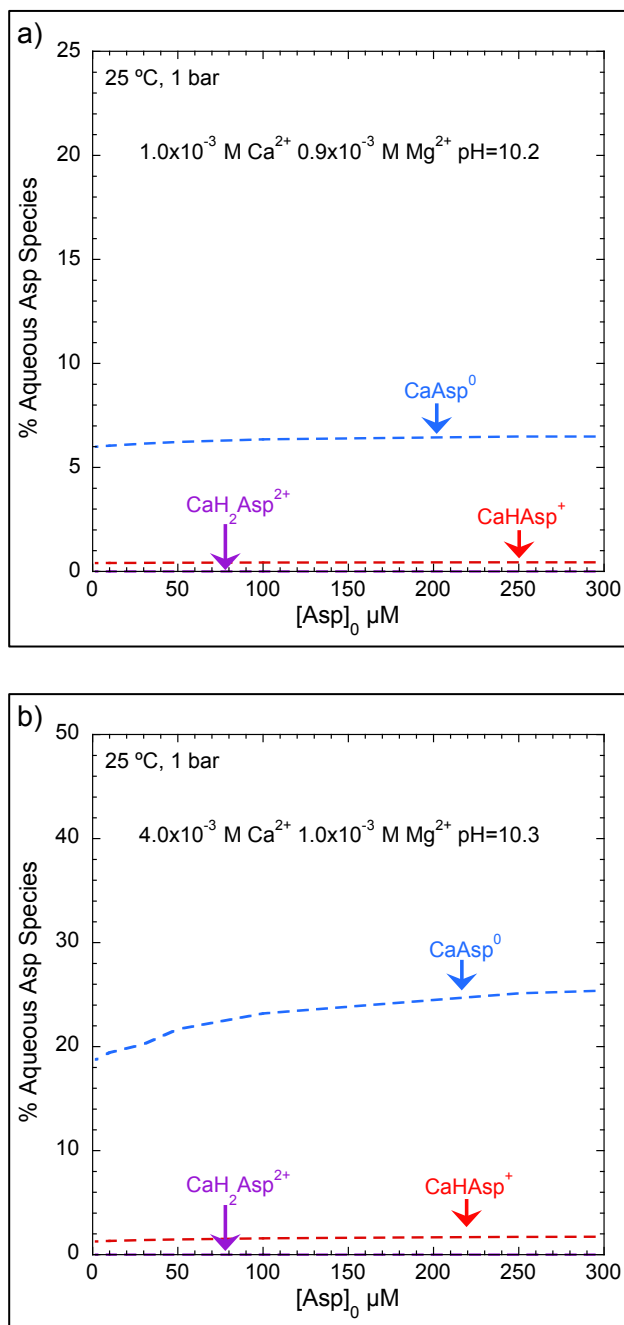 a)
25 ºC, 1 bar
1.0x10⁻³ M Ca²⁺ 0.9x10⁻³ M Mg²⁺ pH=10.2
% Aqueous Asp Species
25
20
15
10
5
0
CaAsp⁰
CaH₂Asp²⁺
CaHAsp⁺
0 50 100 150 200 250 300
[Asp]₀ µM
b)
25 ºC, 1 bar
4.0x10⁻³ M Ca²⁺ 1.0x10⁻³ M Mg²⁺ pH=10.3
% Aqueous Asp Species
50
40
30
20
10
0
CaAsp⁰
CaH₂Asp²⁺
CaHAsp⁺
0 50 100 150 200 250 300
[Asp]₀ µM